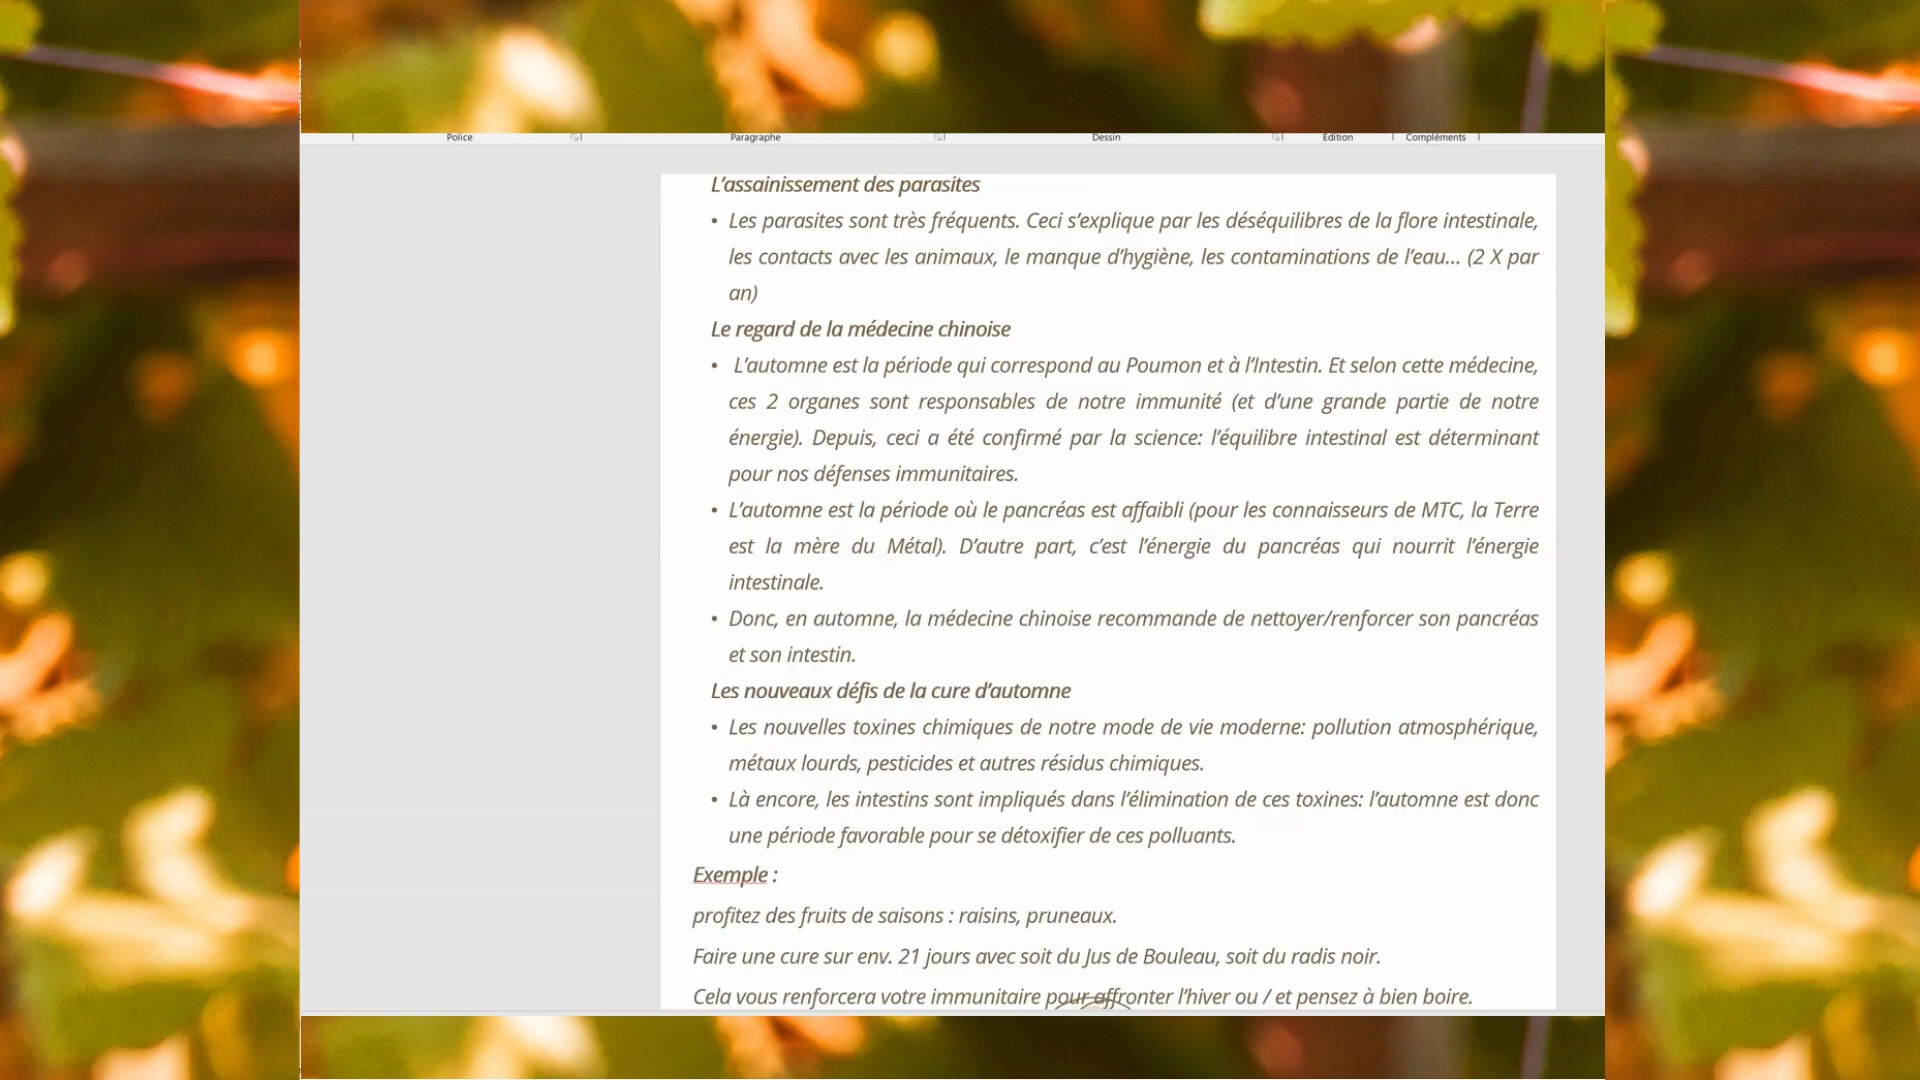 Police
Paragraphe
Dessin
Edition
Compléments
L’assainissement des parasites
• Les parasites sont très fréquents. Ceci s’explique par les déséquilibres de la flore intestinale,
les contacts avec les animaux, le manque d’hygiène, les contaminations de l’eau... (2 X par
an)
Le regard de la médecine chinoise
• L’automne est la période qui correspond au Poumon et à l’Intestin. Et selon cette médecine,
ces 2 organes sont responsables de notre immunité (et d’une grande partie de notre
énergie). Depuis, ceci a été confirmé par la science: l’équilibre intestinal est déterminant
pour nos défenses immunitaires.
• L’automne est la période où le pancréas est affaibli (pour les connaisseurs de MTC, la Terre
est la mère du Métal). D’autre part, c’est l’énergie du pancréas qui nourrit l’énergie
intestinale.
• Donc, en automne, la médecine chinoise recommande de nettoyer/renforcer son pancréas
et son intestin.
Les nouveaux défis de la cure d’automne
• Les nouvelles toxines chimiques de notre mode de vie moderne: pollution atmosphérique,
métaux lourds, pesticides et autres résidus chimiques.
• Là encore, les intestins sont impliqués dans l’élimination de ces toxines: l’automne est donc
une période favorable pour se détoxifier de ces polluants.
Exemple :
profitez des fruits de saisons : raisins, pruneaux.
Faire une cure sur env. 21 jours avec soit du Jus de Bouleau, soit du radis noir.
Cela vous renforcera votre immunitaire pour affronter l’hiver ou / et pensez à bien boire.